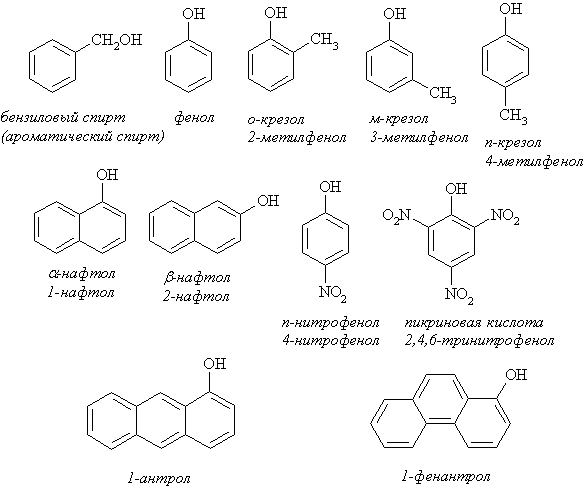 CH₂OH
OH
OH
CH₃
OH
CH₃
OH
CH₃
бензиловый спирт
(ароматический спирт)
фенол
о-крезол
2-метилфенол
м-крезол
3-метилфенол
п-крезол
4-метилфенол
OH
OH
OH
NO₂
OH
NO₂
NO₂
NO₂
α-нафтол
1-нафтол
β-нафтол
2-нафтол
п-нитрофенол
4-нитрофенол
пикриновая кислота
2,4,6-тринитрофенол
OH
OH
1-антрол
1-фенантрол